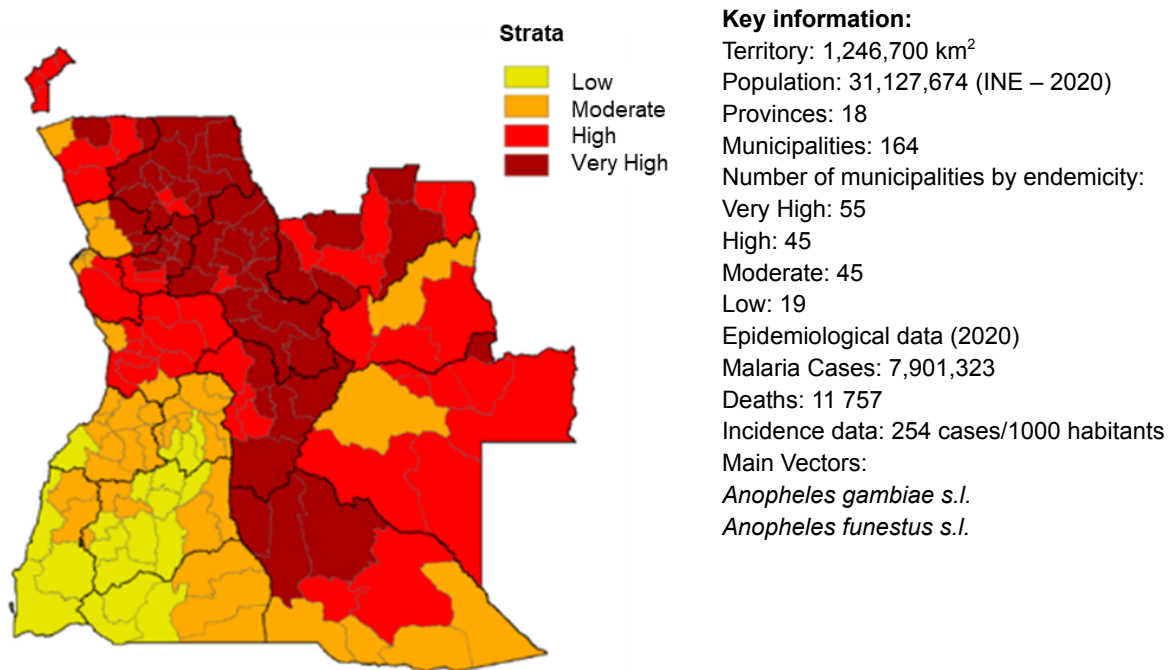 Strata
Low
Moderate
High
Very High
Key information:
Territory: 1,246,700 km²
Population: 31,127,674 (INE – 2020)
Provinces: 18
Municipalities: 164
Number of municipalities by endemicity:
Very High: 55
High: 45
Moderate: 45
Low: 19
Epidemiological data (2020)
Malaria Cases: 7,901,323
Deaths: 11 757
Incidence data: 254 cases/1000 habitants
Main Vectors:
Anopheles gambiae s.l.
Anopheles funestus s.l.